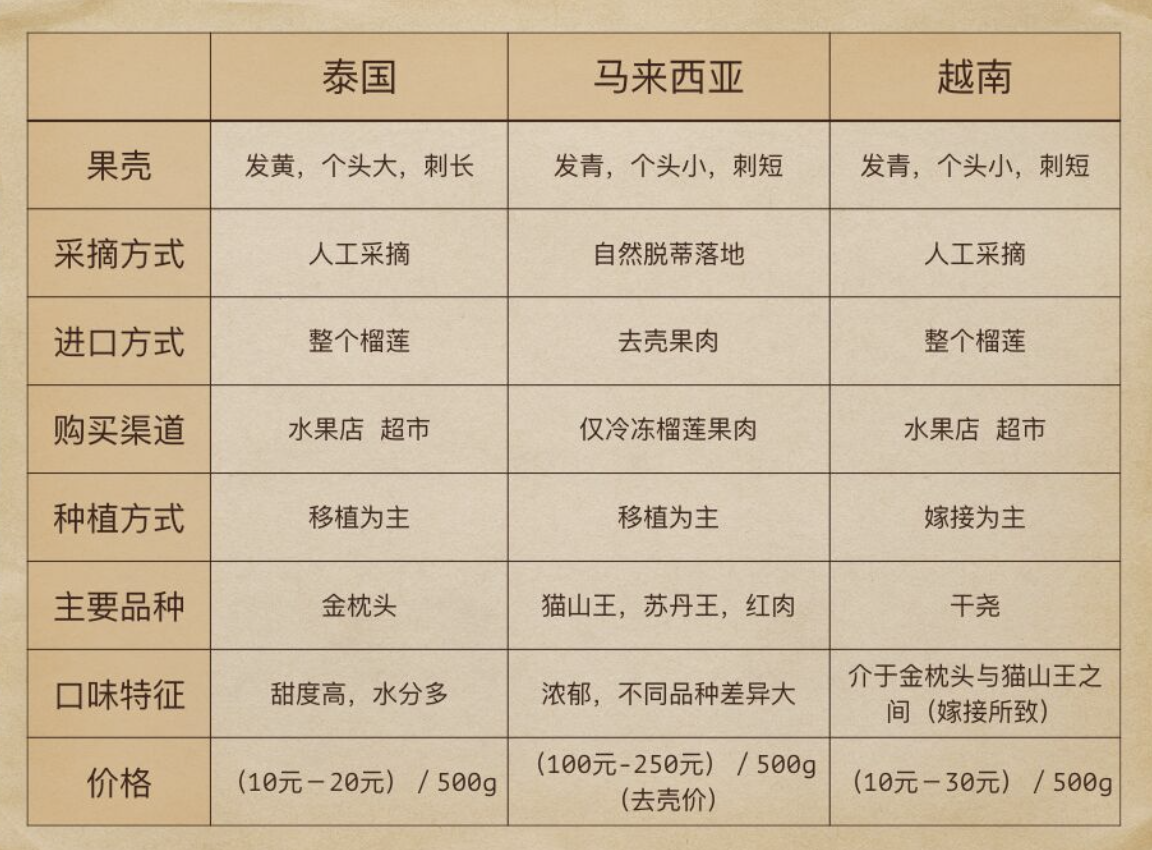 泰国 马来西亚 越南
果壳 发黄，个头大，刺长 发青，个头小，刺短 发青，个头小，刺短
采摘方式 人工采摘 自然脱蒂落地 人工采摘
进口方式 整个榴莲 去壳果肉 整个榴莲
购买渠道 水果店 超市 仅冷冻榴莲果肉 水果店 超市
种植方式 移植为主 移植为主 嫁接为主
主要品种 金枕头 猫山王，苏丹王，红肉 干尧
口味特征 甜度高，水分多 浓郁，不同品种差异大 介于金枕头与猫山王之
间（嫁接所致）
价格 （10元－20元） / 500g （100元-250元） / 500g
（去壳价） （10元－30元） / 500g